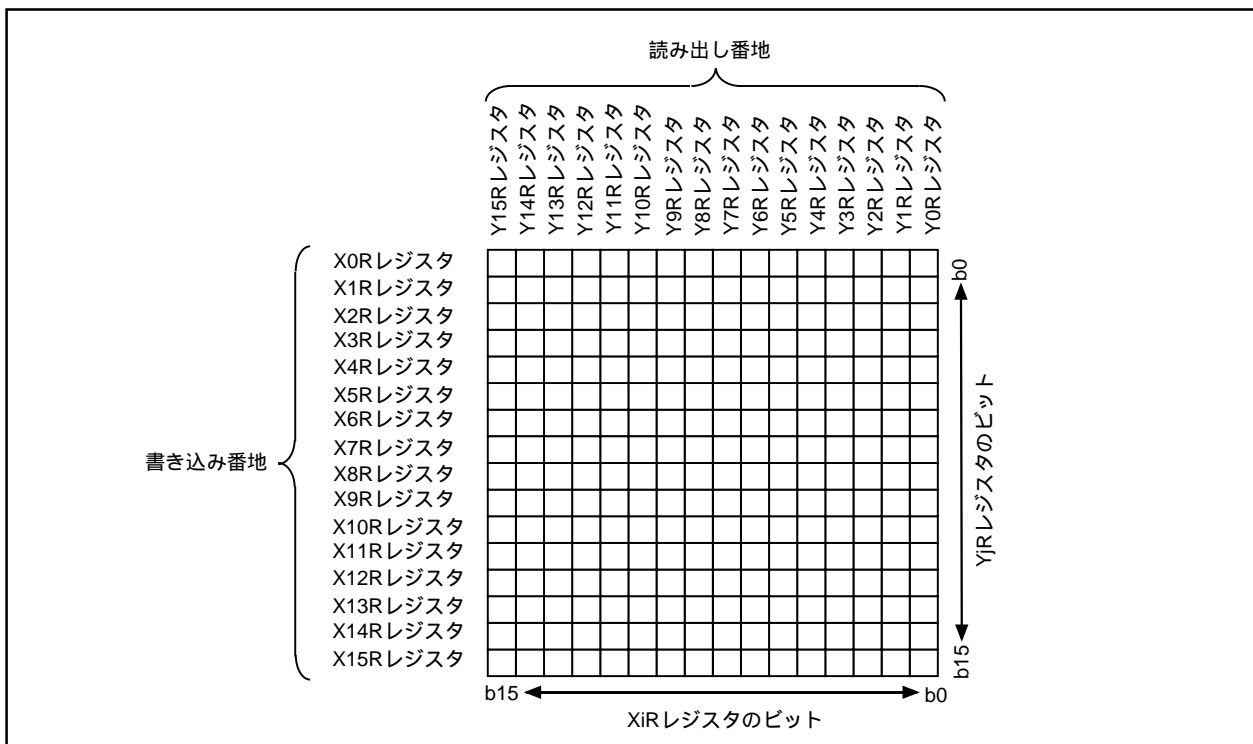 読み出し番地
Y15Rレジスタ
Y14Rレジスタ
Y13Rレジスタ
Y12Rレジスタ
Y11Rレジスタ
Y10Rレジスタ
Y9Rレジスタ
Y8Rレジスタ
Y7Rレジスタ
Y6Rレジスタ
Y5Rレジスタ
Y4Rレジスタ
Y3Rレジスタ
Y2Rレジスタ
Y1Rレジスタ
Y0Rレジスタ
書き込み番地
X0Rレジスタ
X1Rレジスタ
X2Rレジスタ
X3Rレジスタ
X4Rレジスタ
X5Rレジスタ
X6Rレジスタ
X7Rレジスタ
X8Rレジスタ
X9Rレジスタ
X10Rレジスタ
X11Rレジスタ
X12Rレジスタ
X13Rレジスタ
X14Rレジスタ
X15Rレジスタ
b0
YjRレジスタのビット
b15
b15
b0
XiRレジスタのビット